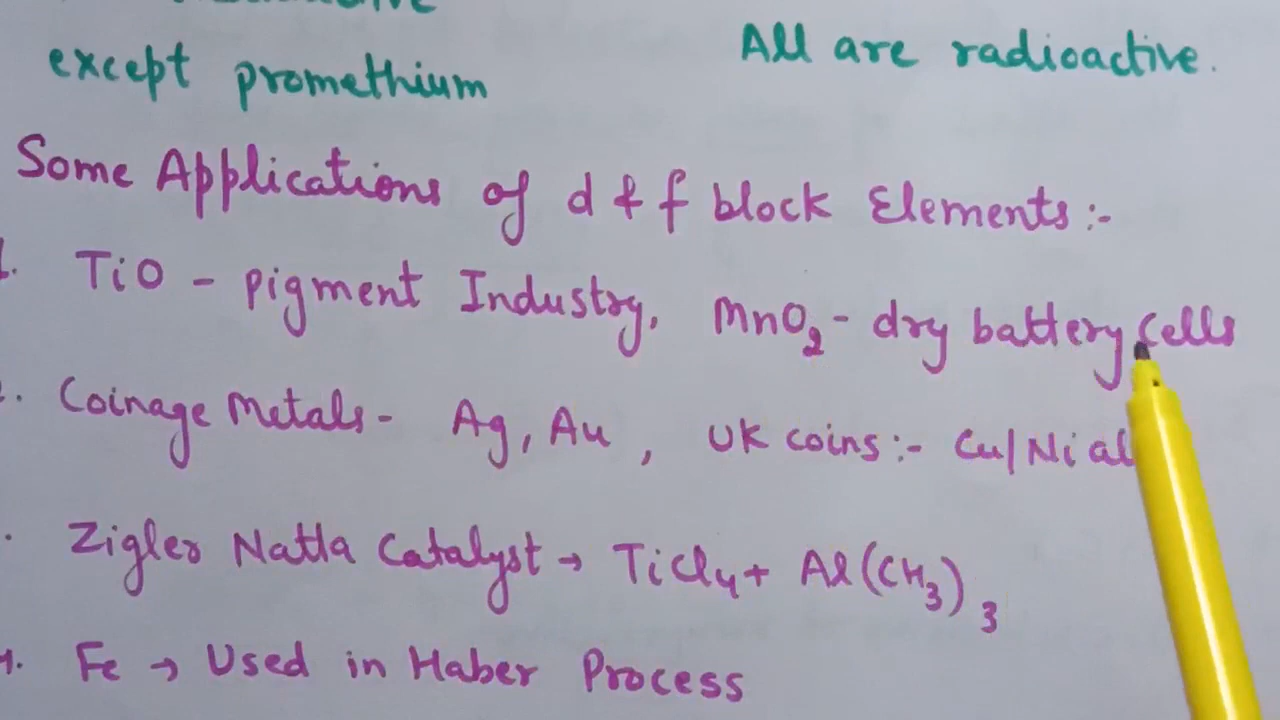 except promethium
All are radioactive.
Some Applications of d & f block Elements :-
1. TiO - pigment Industry, MnO₂ - dry battery cells
Coinage Metals - Ag, Au, UK coins :- Cu/Ni al
Zigler Natta Catalyst → TiCl₄ + Al(CH₃)₃
4. Fe → Used in Haber Process